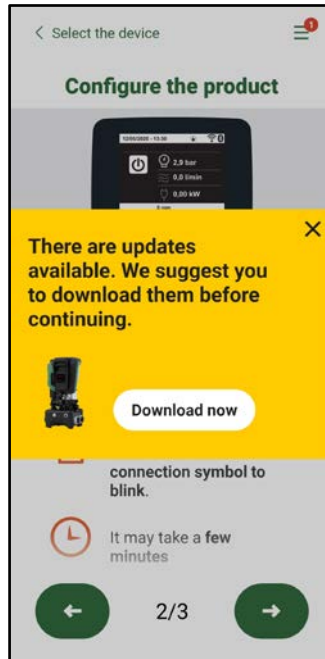 Select the device
1
Configure the product
12/05/2020 - 15:30
2,9 bar
0,0 l/min
0,00 kW
There are updates
available. We suggest you
to download them before
continuing.
Download now
connection symbol to
blink.
It may take a few
minutes
2/3